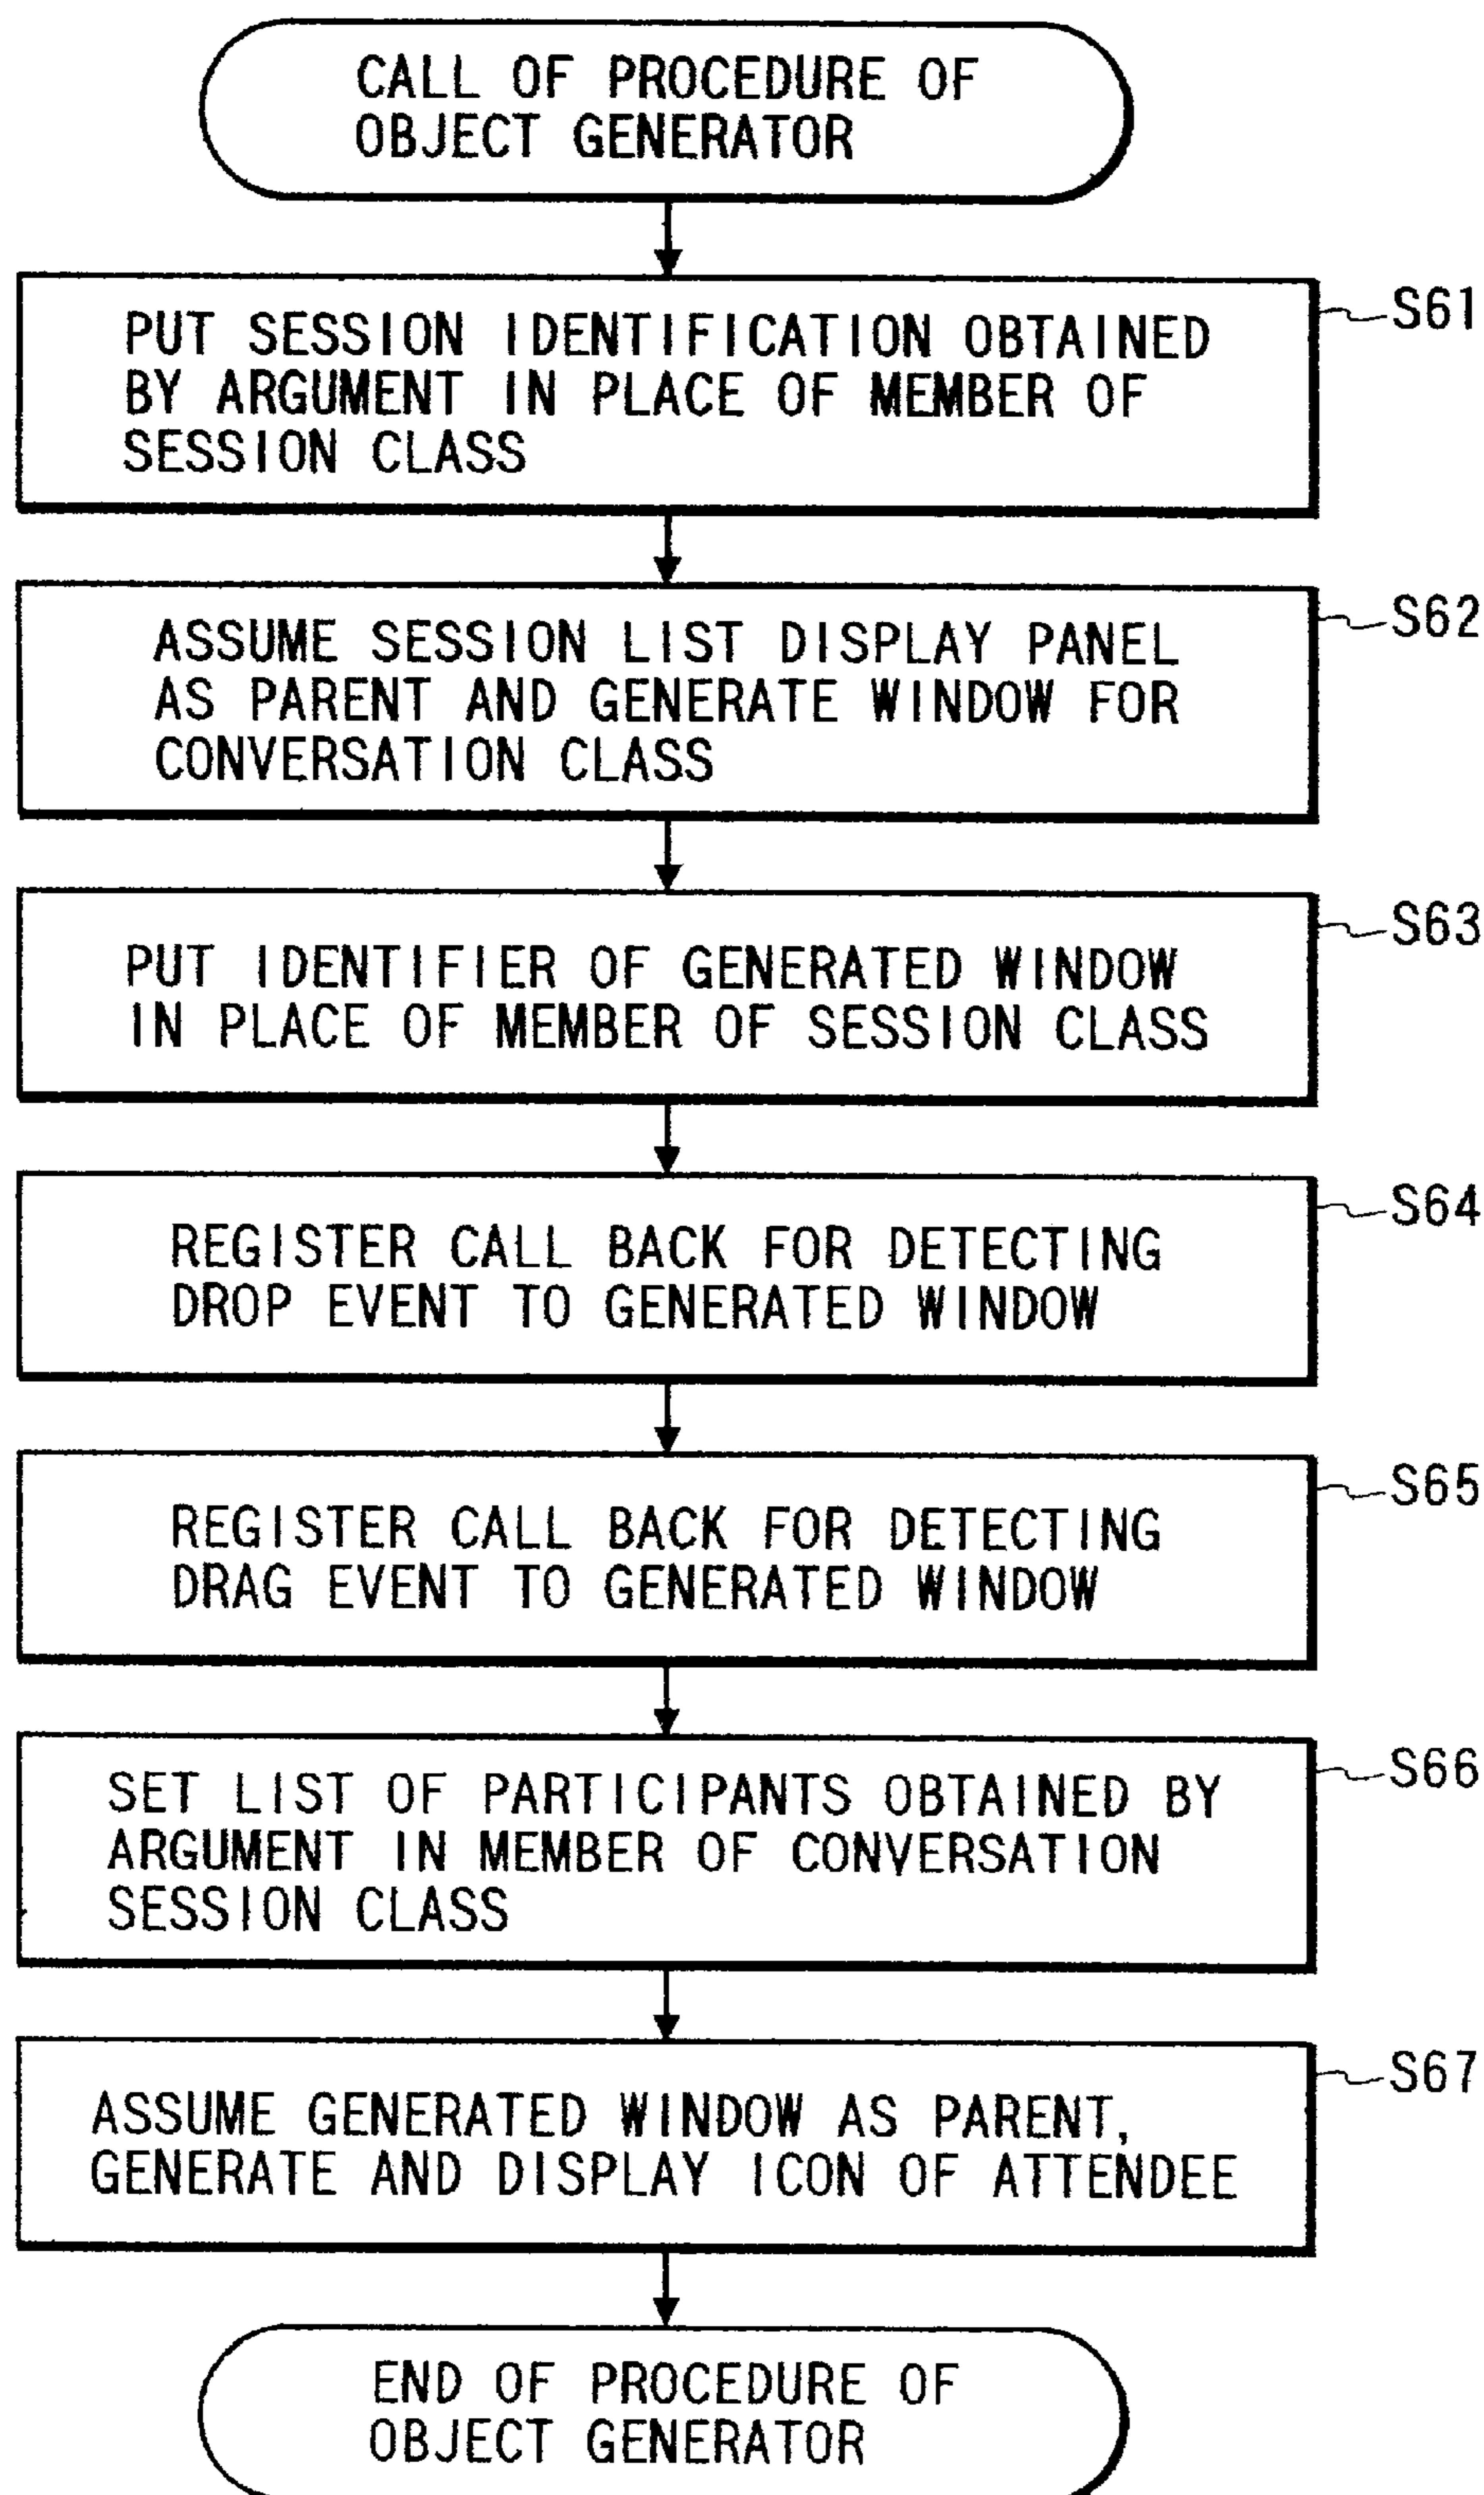 CALL OF PROCEDURE OF
OBJECT GENERATOR
S61
PUT SESSION IDENTIFICATION OBTAINED
BY ARGUMENT IN PLACE OF MEMBER OF
SESSION CLASS
S62
ASSUME SESSION LIST DISPLAY PANEL
AS PARENT AND GENERATE WINDOW FOR
CONVERSATION CLASS
S63
PUT IDENTIFIER OF GENERATED WINDOW
IN PLACE OF MEMBER OF SESSION CLASS
S64
REGISTER CALL BACK FOR DETECTING
DROP EVENT TO GENERATED WINDOW
S65
REGISTER CALL BACK FOR DETECTING
DRAG EVENT TO GENERATED WINDOW
S66
SET LIST OF PARTICIPANTS OBTAINED BY
ARGUMENT IN MEMBER OF CONVERSATION
SESSION CLASS
S67
ASSUME GENERATED WINDOW AS PARENT,
GENERATE AND DISPLAY ICON OF ATTENDEE
END OF PROCEDURE OF
OBJECT GENERATOR